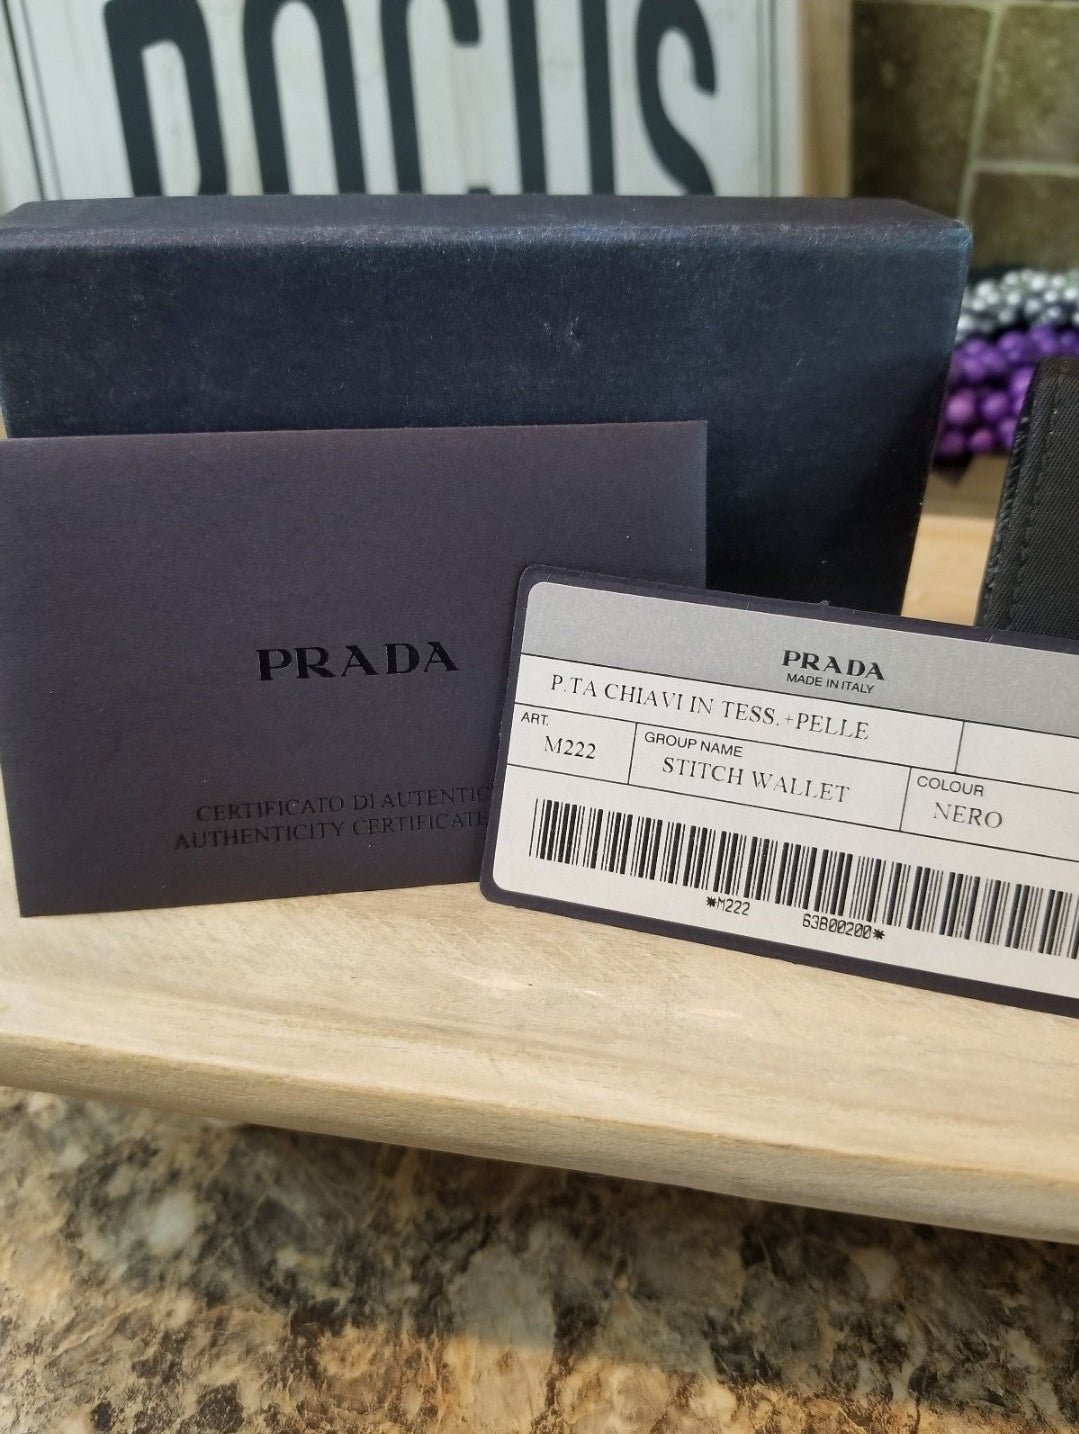 POCUS
PRADA
CERTIFICATO DI
AUTHENTICITY CERTIFICATE
PRADA
MADE IN ITALY
P.TA CHIAVI IN TESS.+PELLE
ART.
M222
GROUP NAME
STITCH WALLET
COLOUR
NERO
*M222 63B00200*